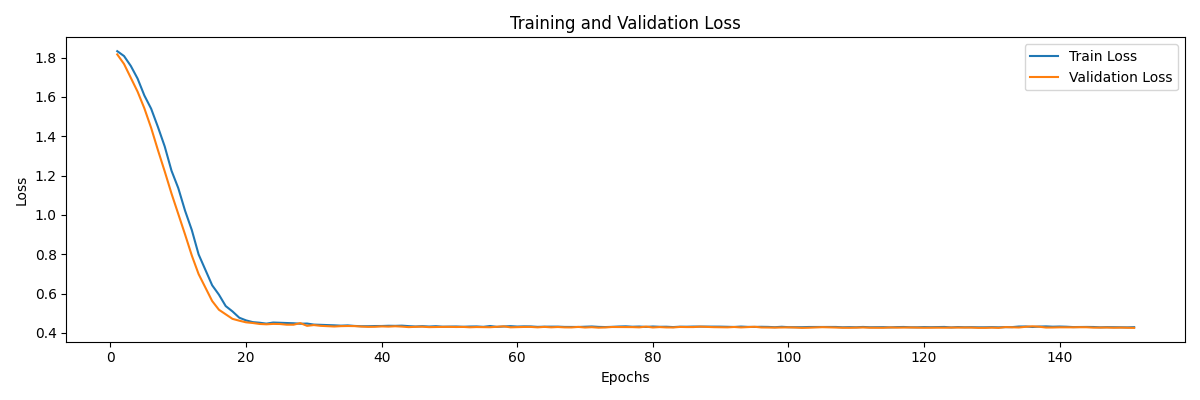 Training and Validation Loss
Train Loss
Validation Loss
1.8
1.6
1.4
1.2
1.0
0.8
0.6
0.4
Loss
0 20 40 60 80 100 120 140
Epochs